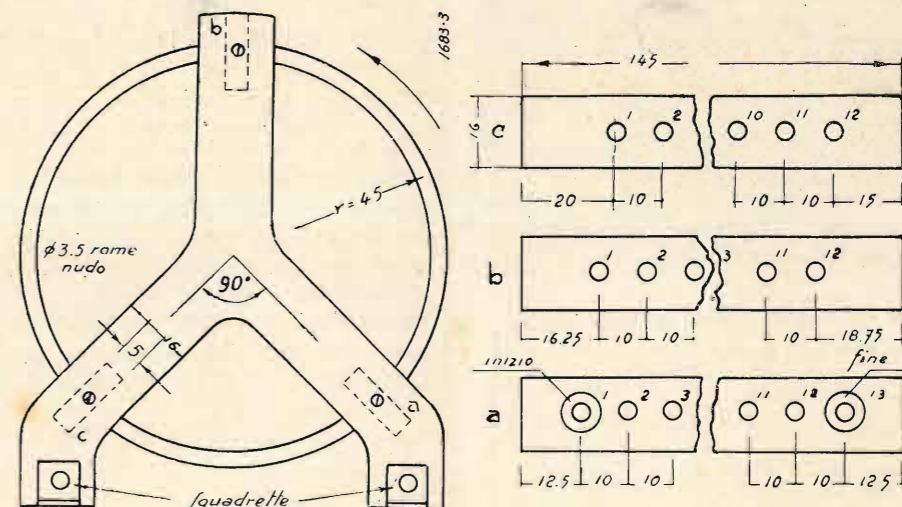 b
1683-3
r=45
ø3.5 rame
nudo
90°
5
16
c
a
squadrette
145
16
c
1 2 10 11 12
20 10 10 10 15
b
1 2 3 11 12
16.25 10 10 10 18.75
inizio
fine
a
1 2 3 11 12 13
12.5 10 10 10 10 12.5